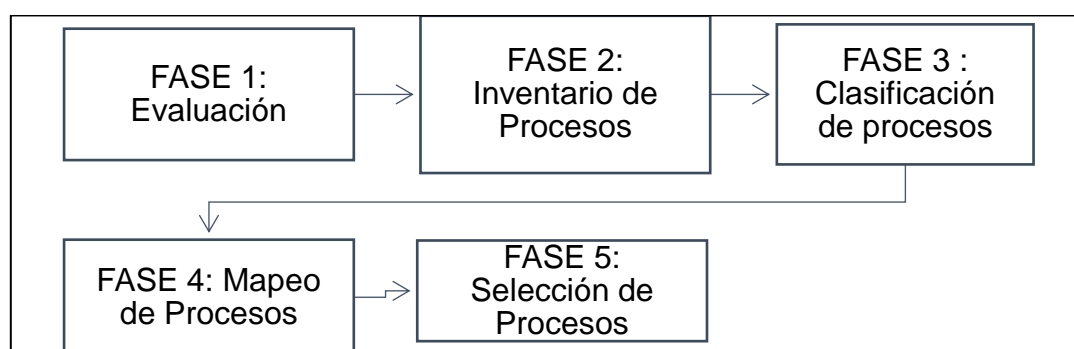 FASE 1:
Evaluación
FASE 2:
Inventario de
Procesos
FASE 3 :
Clasificación
de procesos
FASE 4: Mapeo
de Procesos
FASE 5:
Selección de
Procesos